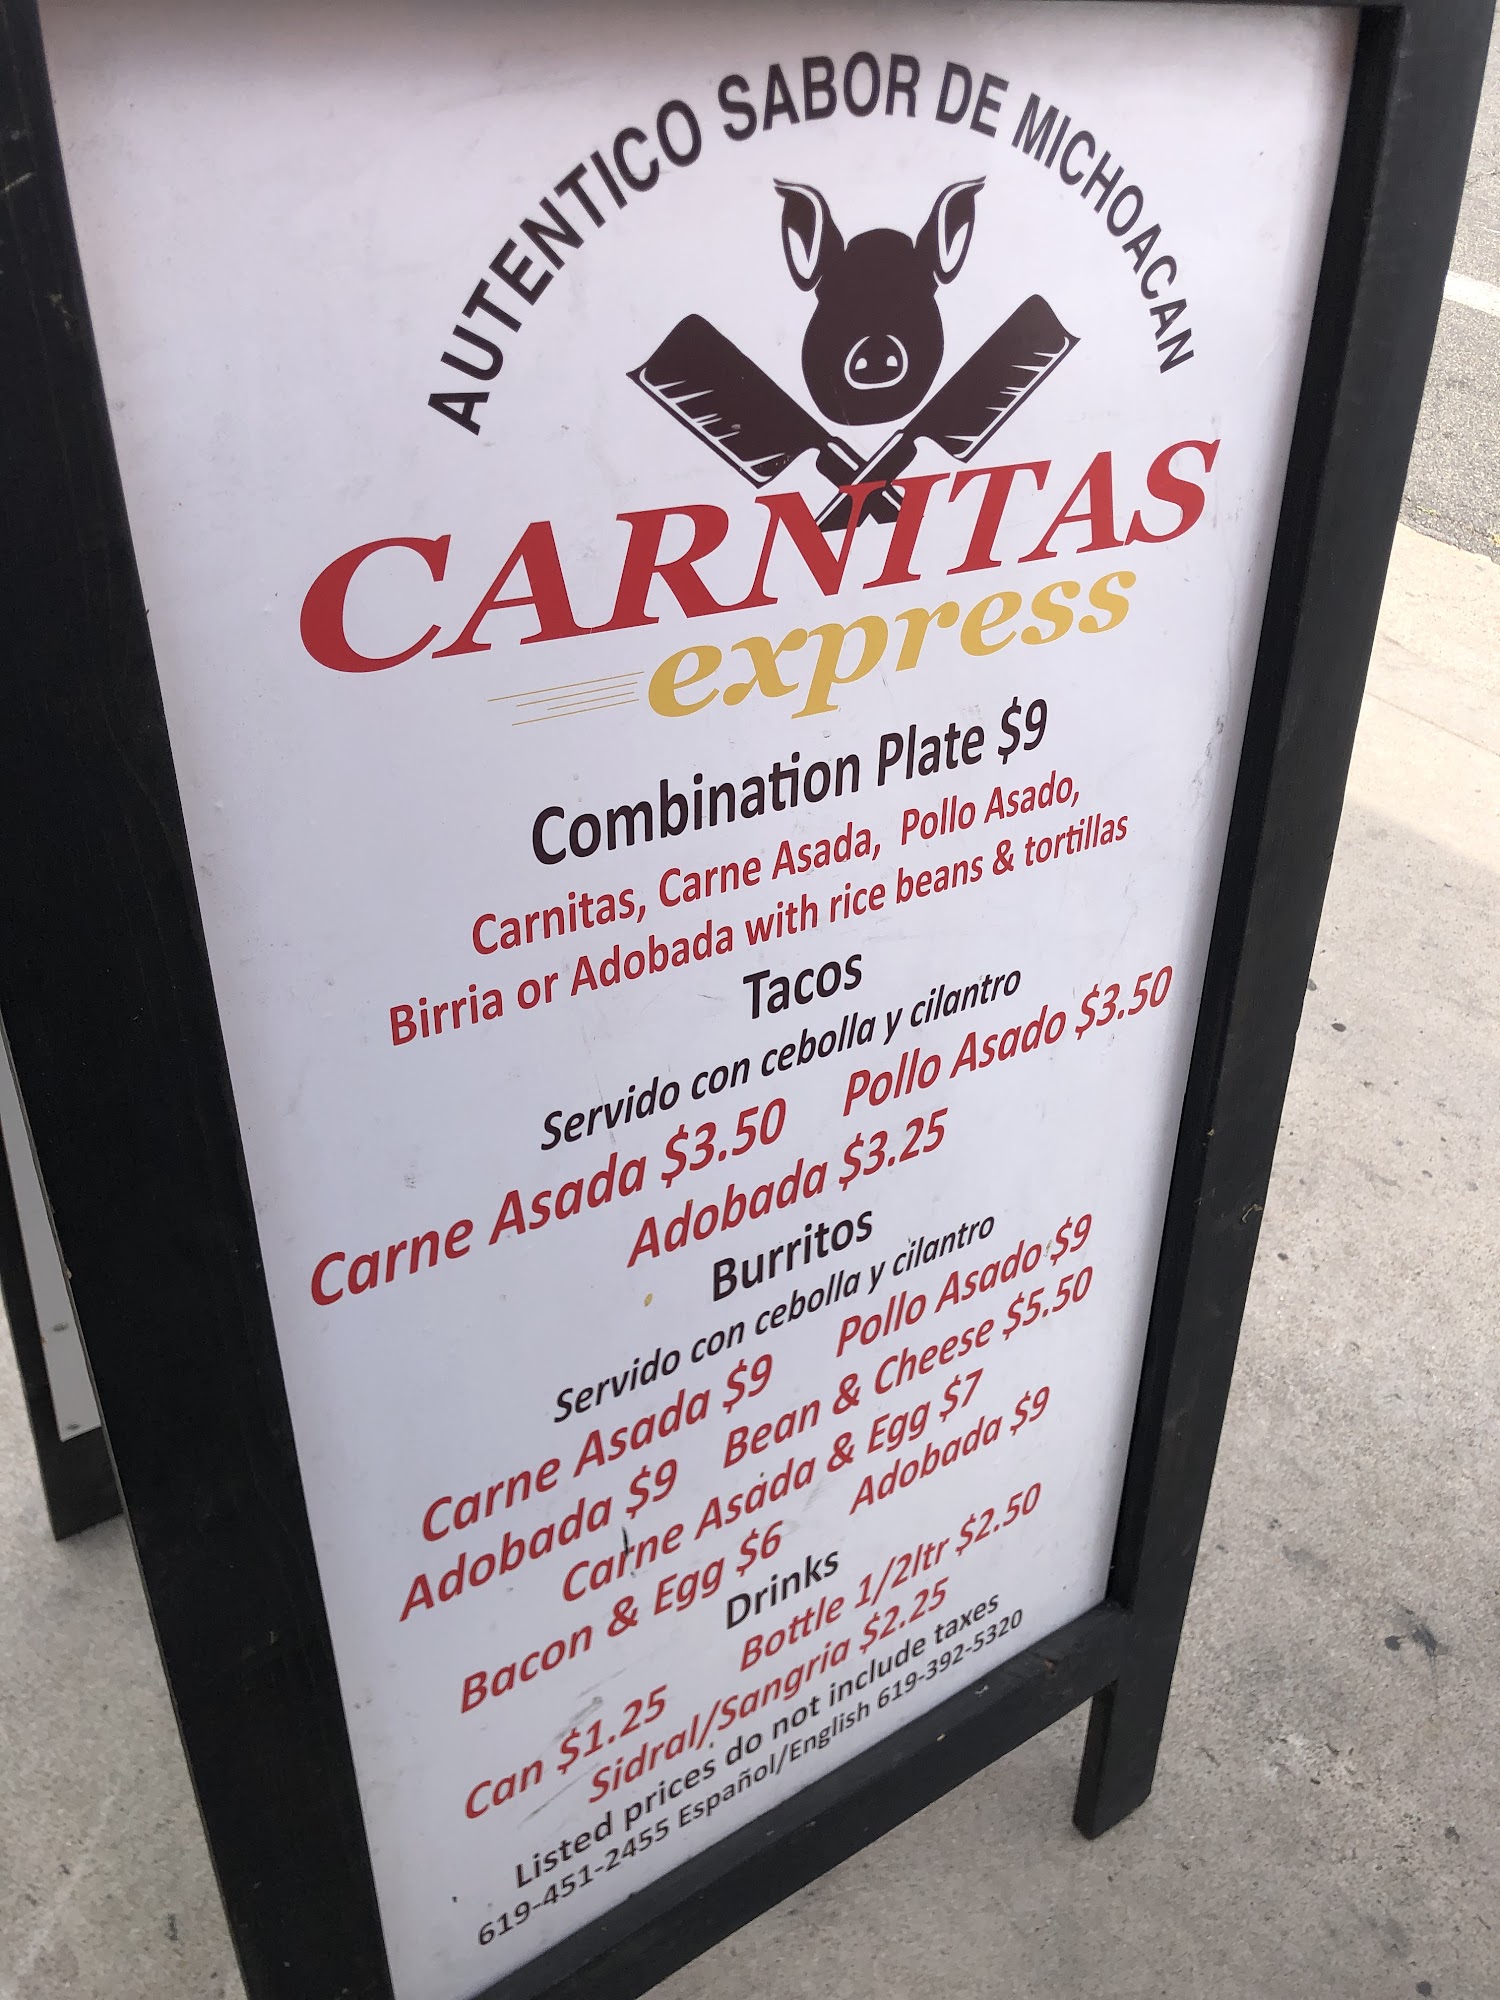 AUTENTICO SABOR DE MICHOACAN
CARNITAS
express
Combination Plate $9
Carnitas, Carne Asada, Pollo Asado,
Birria or Adobada with rice beans & tortillas
Tacos
Servido con cebolla y cilantro
Carne Asada $3.50 Pollo Asado $3.50
Adobada $3.25
Burritos
Servido con cebolla y cilantro
Carne Asada $9 Pollo Asado $9
Adobada $9 Bean & Cheese $5.50
Carne Asada & Egg $7
Bacon & Egg $6 Adobada $9
Drinks
Can $1.25 Bottle 1/2ltr $2.50
Sidral/Sangria $2.25
Listed prices do not include taxes
619-451-2455 Español/English 619-392-5320